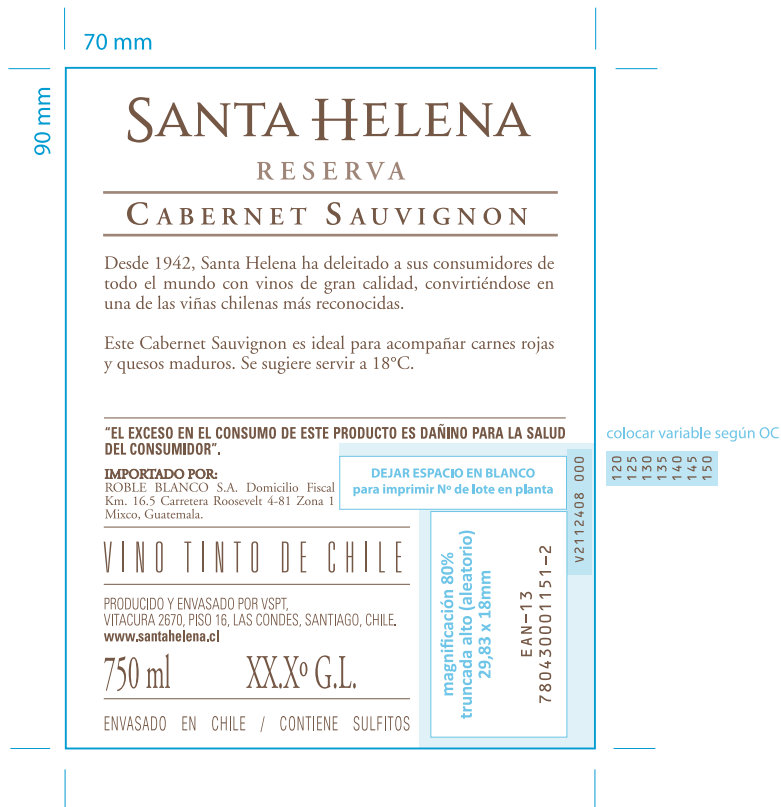 70 mm
90 mm
SANTA HELENA
RESERVA
CABERNET SAUVIGNON
Desde 1942, Santa Helena ha deleitado a sus consumidores de
todo el mundo con vinos de gran calidad, convirtiéndose en
una de las viñas chilenas más reconocidas.
Este Cabernet Sauvignon es ideal para acompañar carnes rojas
y quesos maduros. Se sugiere servir a 18°C.
"EL EXCESO EN EL CONSUMO DE ESTE PRODUCTO ES DAÑINO PARA LA SALUD
DEL CONSUMIDOR".
IMPORTADO POR:
ROBLE BLANCO S.A. Domicilio Fiscal
Km. 16.5 Carretera Roosevelt 4-81 Zona 1
Mixco, Guatemala.
DEJAR ESPACIO EN BLANCO
para imprimir Nº de lote en planta
V2112408 000
colocar variable según OC
120
125
130
135
140
145
150
VINO TINTO DE CHILE
PRODUCIDO Y ENVASADO POR VSPT,
VITACURA 2670, PISO 16, LAS CONDES, SANTIAGO, CHILE.
www.santahelena.cl
750 ml XX.Xº G.L.
ENVASADO EN CHILE / CONTIENE SULFITOS
magnificación 80%
truncada alto (aleatorio)
29,83 x 18mm
EAN-13
780430001151-2